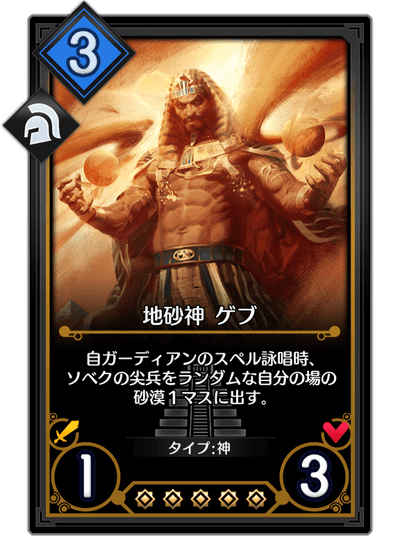 3
地砂神 ゲブ
自ガーディアンのスペル詠唱時、
ソベクの尖兵をランダムな自分の場の
砂漠1マスに出す。
タイプ:神
1
3